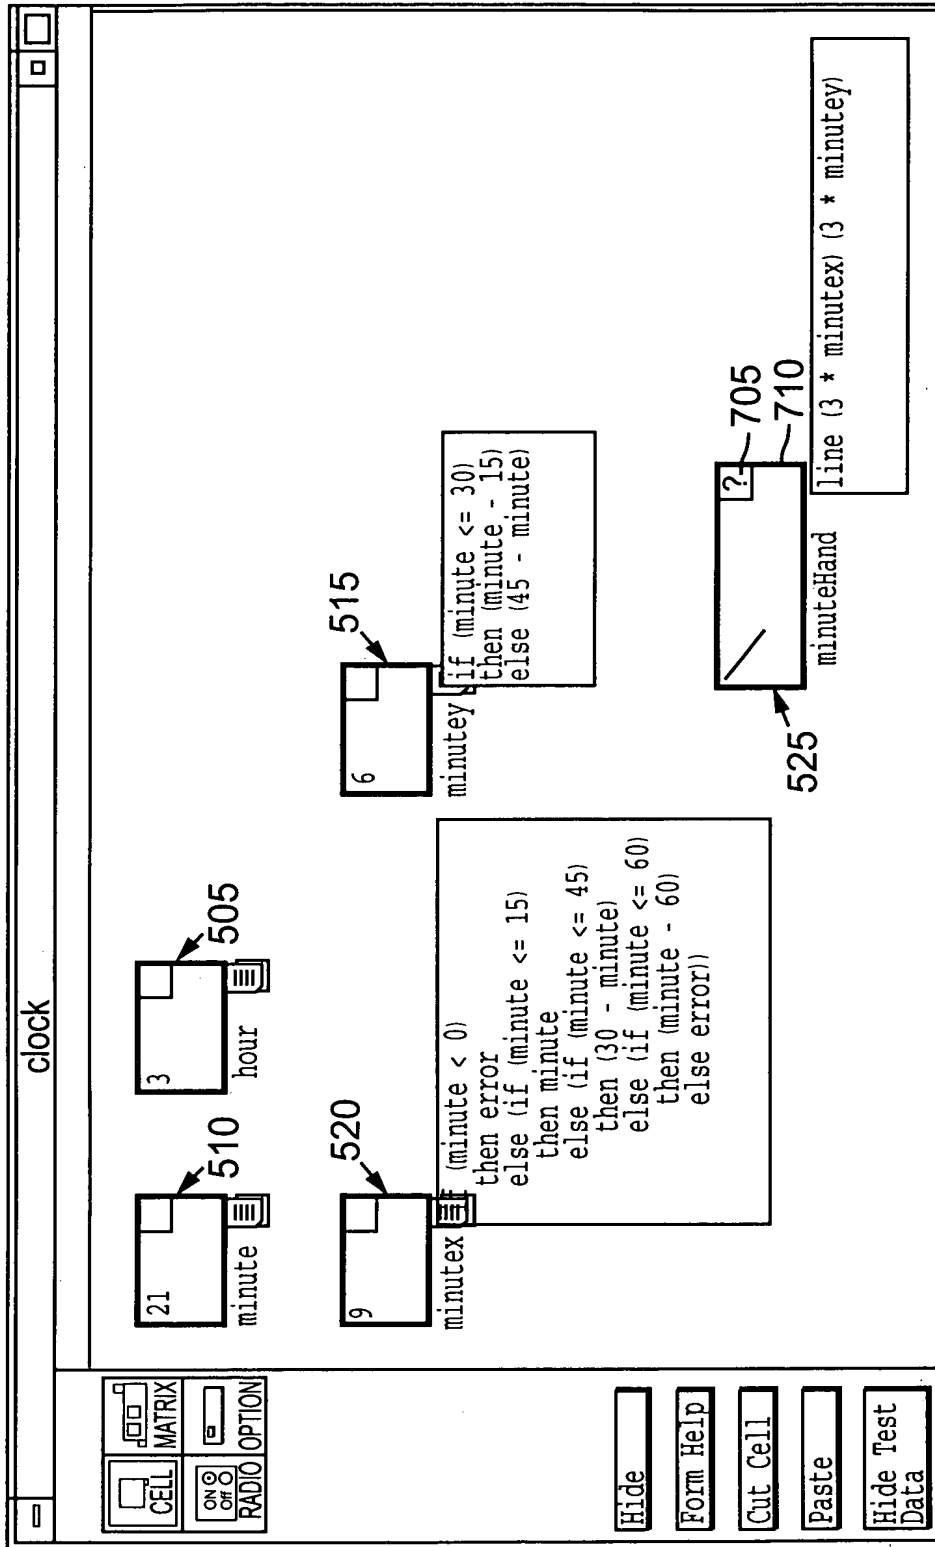 clock
CELL
MATRIX
ON
Off
RADIO
OPTION
Hide
Form Help
Cut Cell
Paste
Hide Test
Data
21
510
minute
3
505
hour
9
520
minutex
(minute < 0)
then error
else (if (minute <= 15)
then minute
else (if (minute <= 45)
then (30 - minute)
else (if (minute <= 60)
then (minute - 60)
else error))
6
515
minutey
if (minute <= 30)
then (minute - 15)
else (45 - minute)
525
?
705
710
minuteHand
line (3 * minutex) (3 * minutey)